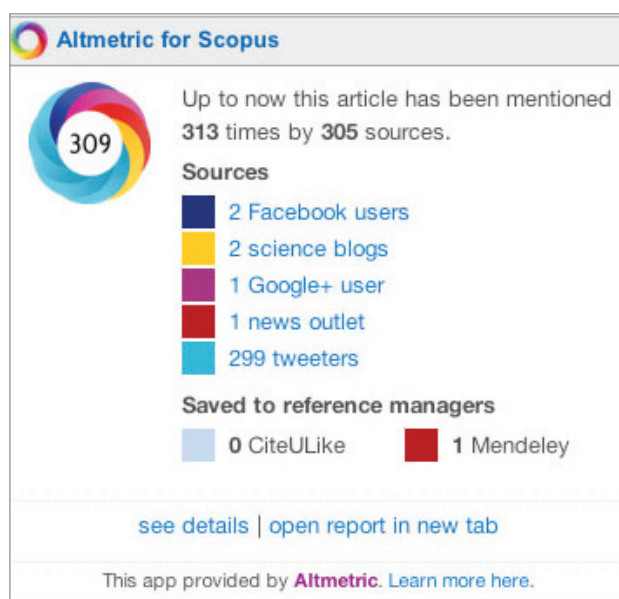 Altmetric for Scopus
309
Up to now this article has been mentioned
313 times by 305 sources.
Sources
2 Facebook users
2 science blogs
1 Google+ user
1 news outlet
299 tweeters
Saved to reference managers
0 CiteULike 1 Mendeley
see details | open report in new tab
This app provided by Altmetric. Learn more here.